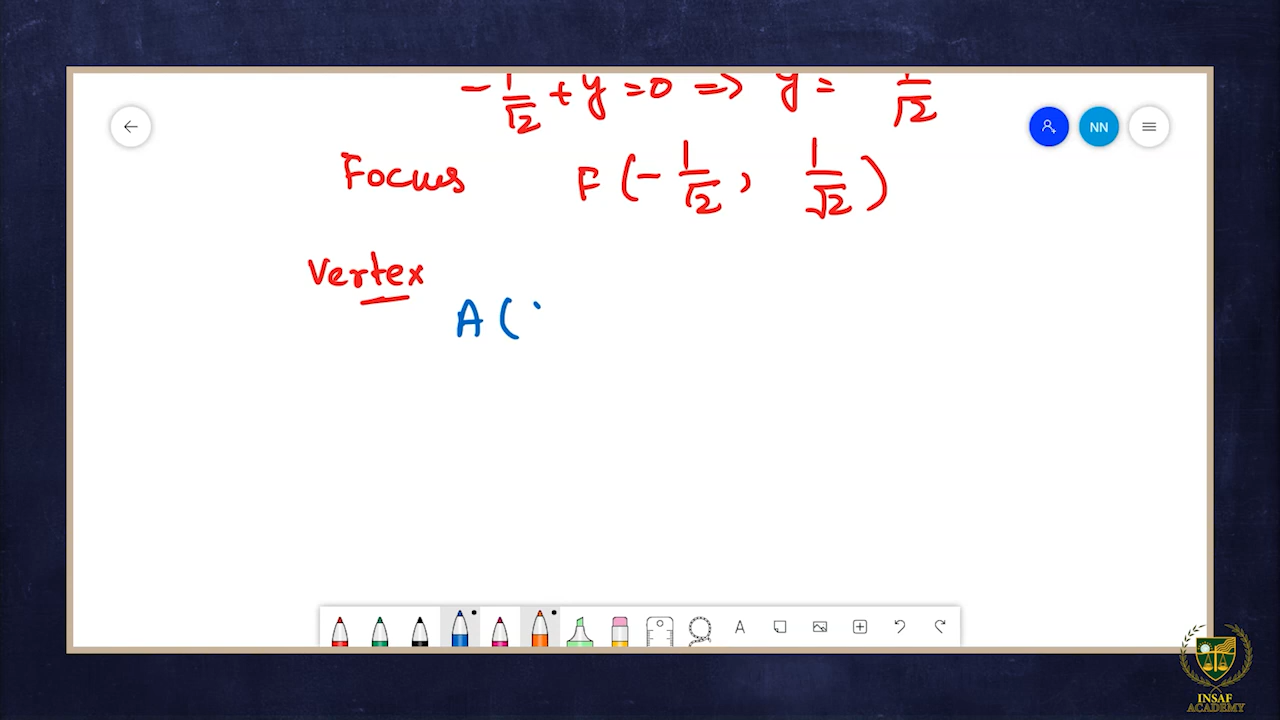 -1/√2 + y = 0 => y = 1/√2
NN
Focus F(-1/√2, 1/√2)
Vertex
A(
A
INSAF
ACADEMY